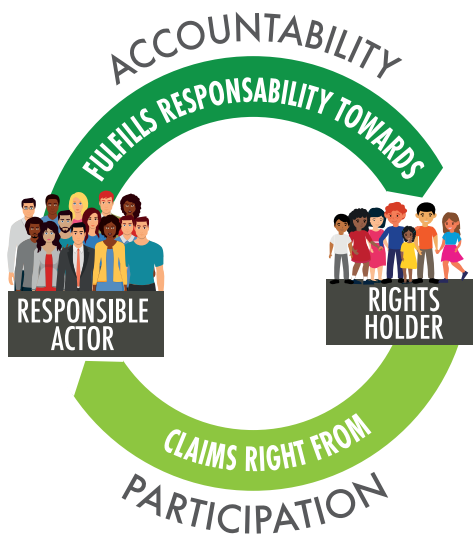 ACCOUNTABILITY
FULFILLS RESPONSABILITY TOWARDS
RESPONSIBLE
ACTOR
RIGHTS
HOLDER
CLAIMS RIGHT FROM
PARTICIPATION